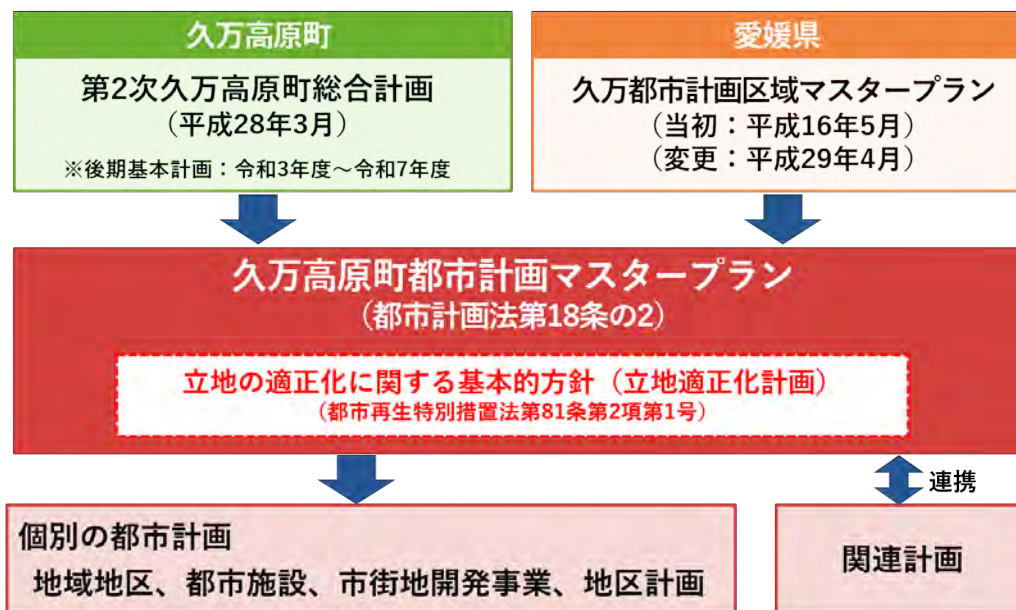 久万高原町
第2次久万高原町総合計画
（平成28年3月）
※後期基本計画：令和3年度～令和7年度
愛媛県
久万都市計画区域マスタープラン
（当初：平成16年5月）
（変更：平成29年4月）
久万高原町都市計画マスタープラン
（都市計画法第18条の2）
立地の適正化に関する基本的方針（立地適正化計画）
（都市再生特別措置法第81条第2項第1号）
連携
個別の都市計画
地域地区、都市施設、市街地開発事業、地区計画
関連計画